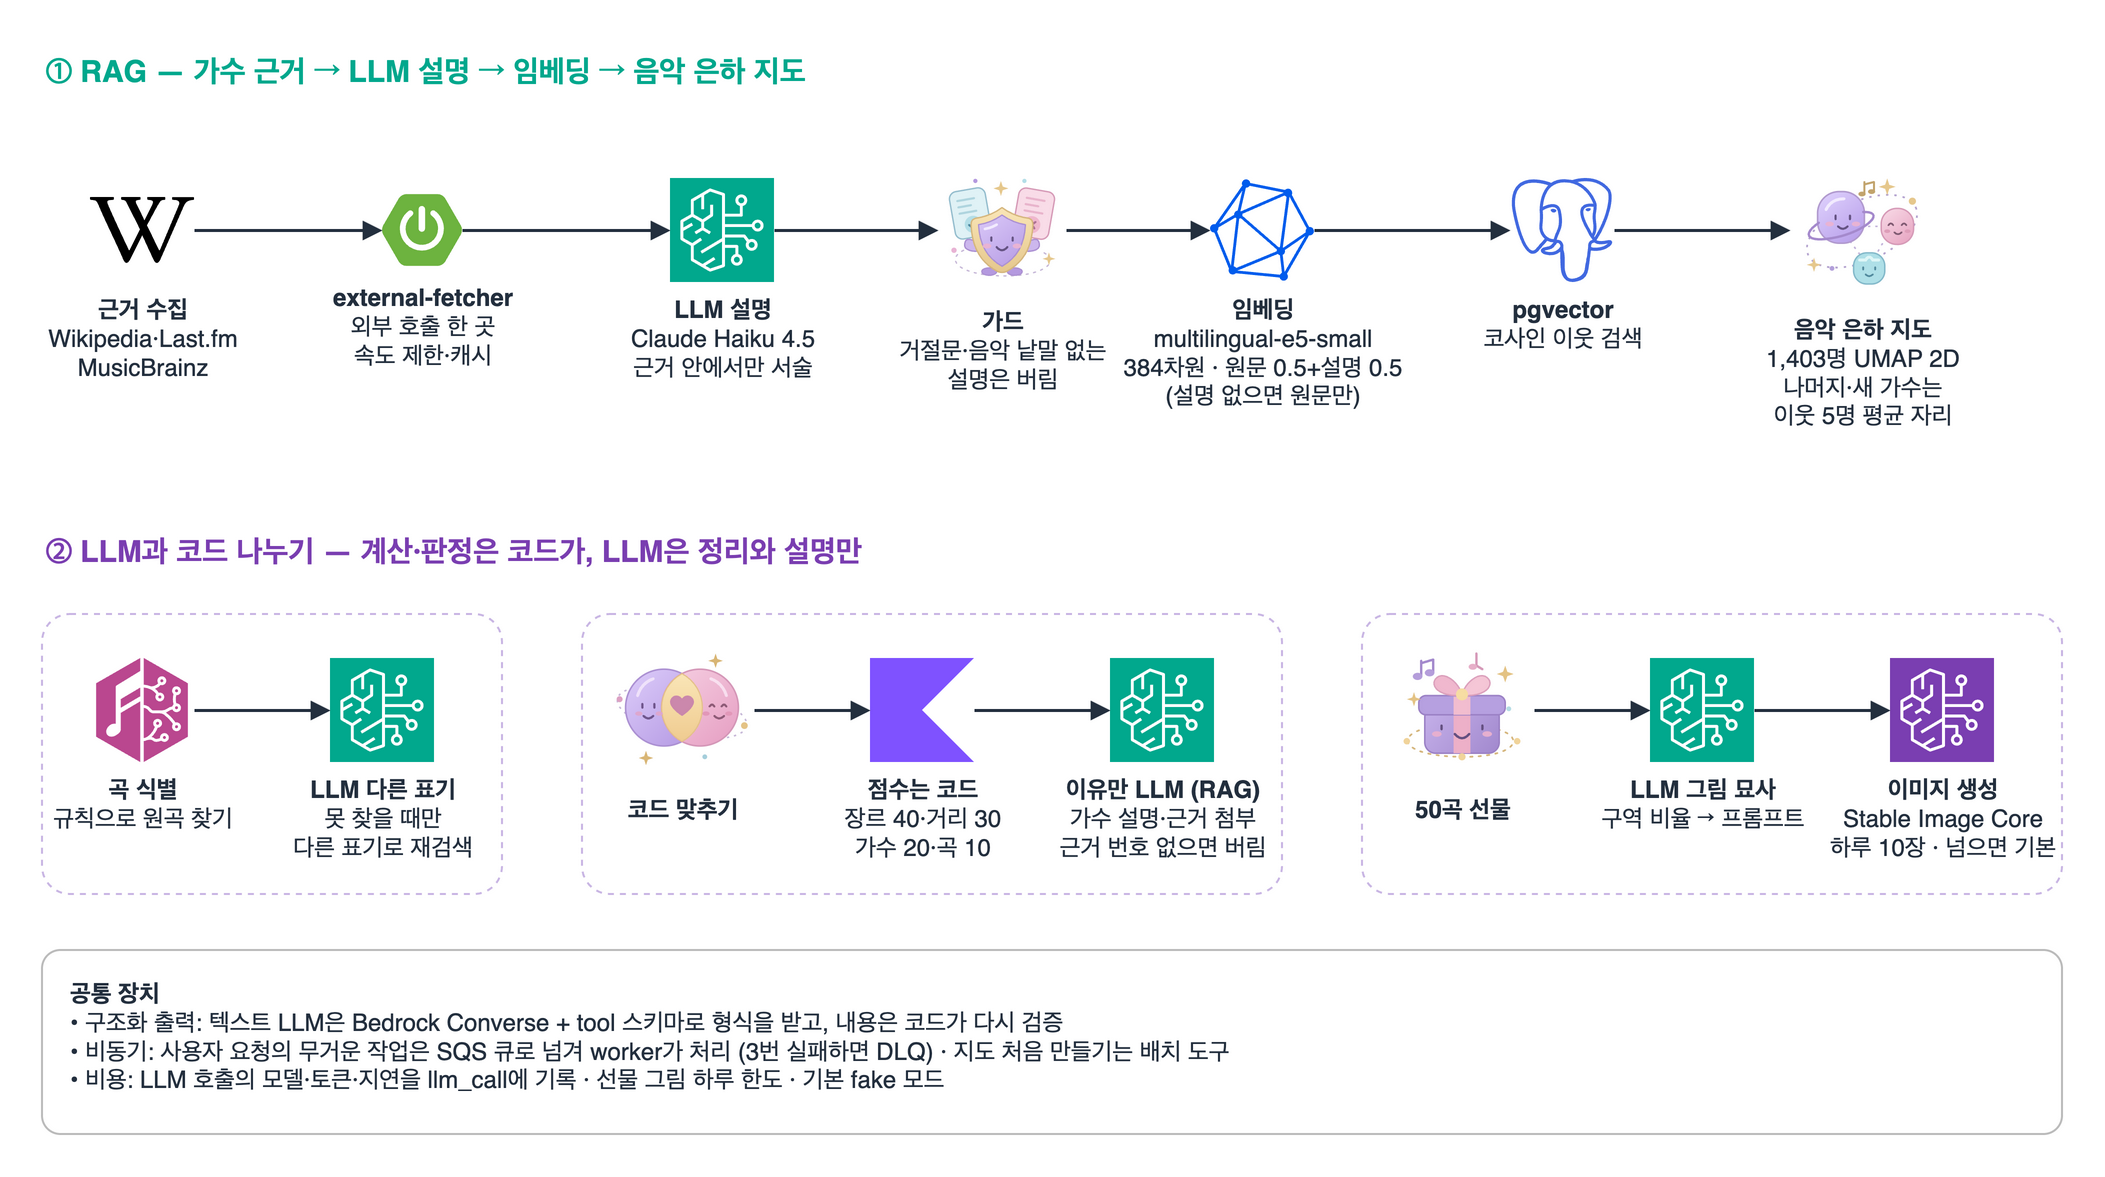 ① RAG — 가수 근거 → LLM 설명 → 임베딩 → 음악 은하 지도
W
근거 수집
Wikipedia·Last.fm
MusicBrainz
external-fetcher
외부 호출 한 곳
속도 제한·캐시
LLM 설명
Claude Haiku 4.5
근거 안에서만 서술
가드
거절문·음악 낱말 없는
설명은 버림
임베딩
multilingual-e5-small
384차원 · 원문 0.5+설명 0.5
(설명 없으면 원문만)
pgvector
코사인 이웃 검색
음악 은하 지도
1,403명 UMAP 2D
나머지·새 가수는
이웃 5명 평균 자리
② LLM과 코드 나누기 — 계산·판정은 코드가, LLM은 정리와 설명만
곡 식별
규칙으로 원곡 찾기
LLM 다른 표기
못 찾을 때만
다른 표기로 재검색
코드 맞추기
점수는 코드
장르 40·거리 30
가수 20·곡 10
이유만 LLM (RAG)
가수 설명·근거 첨부
근거 번호 없으면 버림
50곡 선물
LLM 그림 묘사
구역 비율 → 프롬프트
이미지 생성
Stable Image Core
하루 10장 · 넘으면 기본
공통 장치
• 구조화 출력: 텍스트 LLM은 Bedrock Converse + tool 스키마로 형식을 받고, 내용은 코드가 다시 검증
• 비동기: 사용자 요청의 무거운 작업은 SQS 큐로 넘겨 worker가 처리 (3번 실패하면 DLQ) · 지도 처음 만들기는 배치 도구
• 비용: LLM 호출의 모델·토큰·지연을 llm_call에 기록 · 선물 그림 하루 한도 · 기본 fake 모드